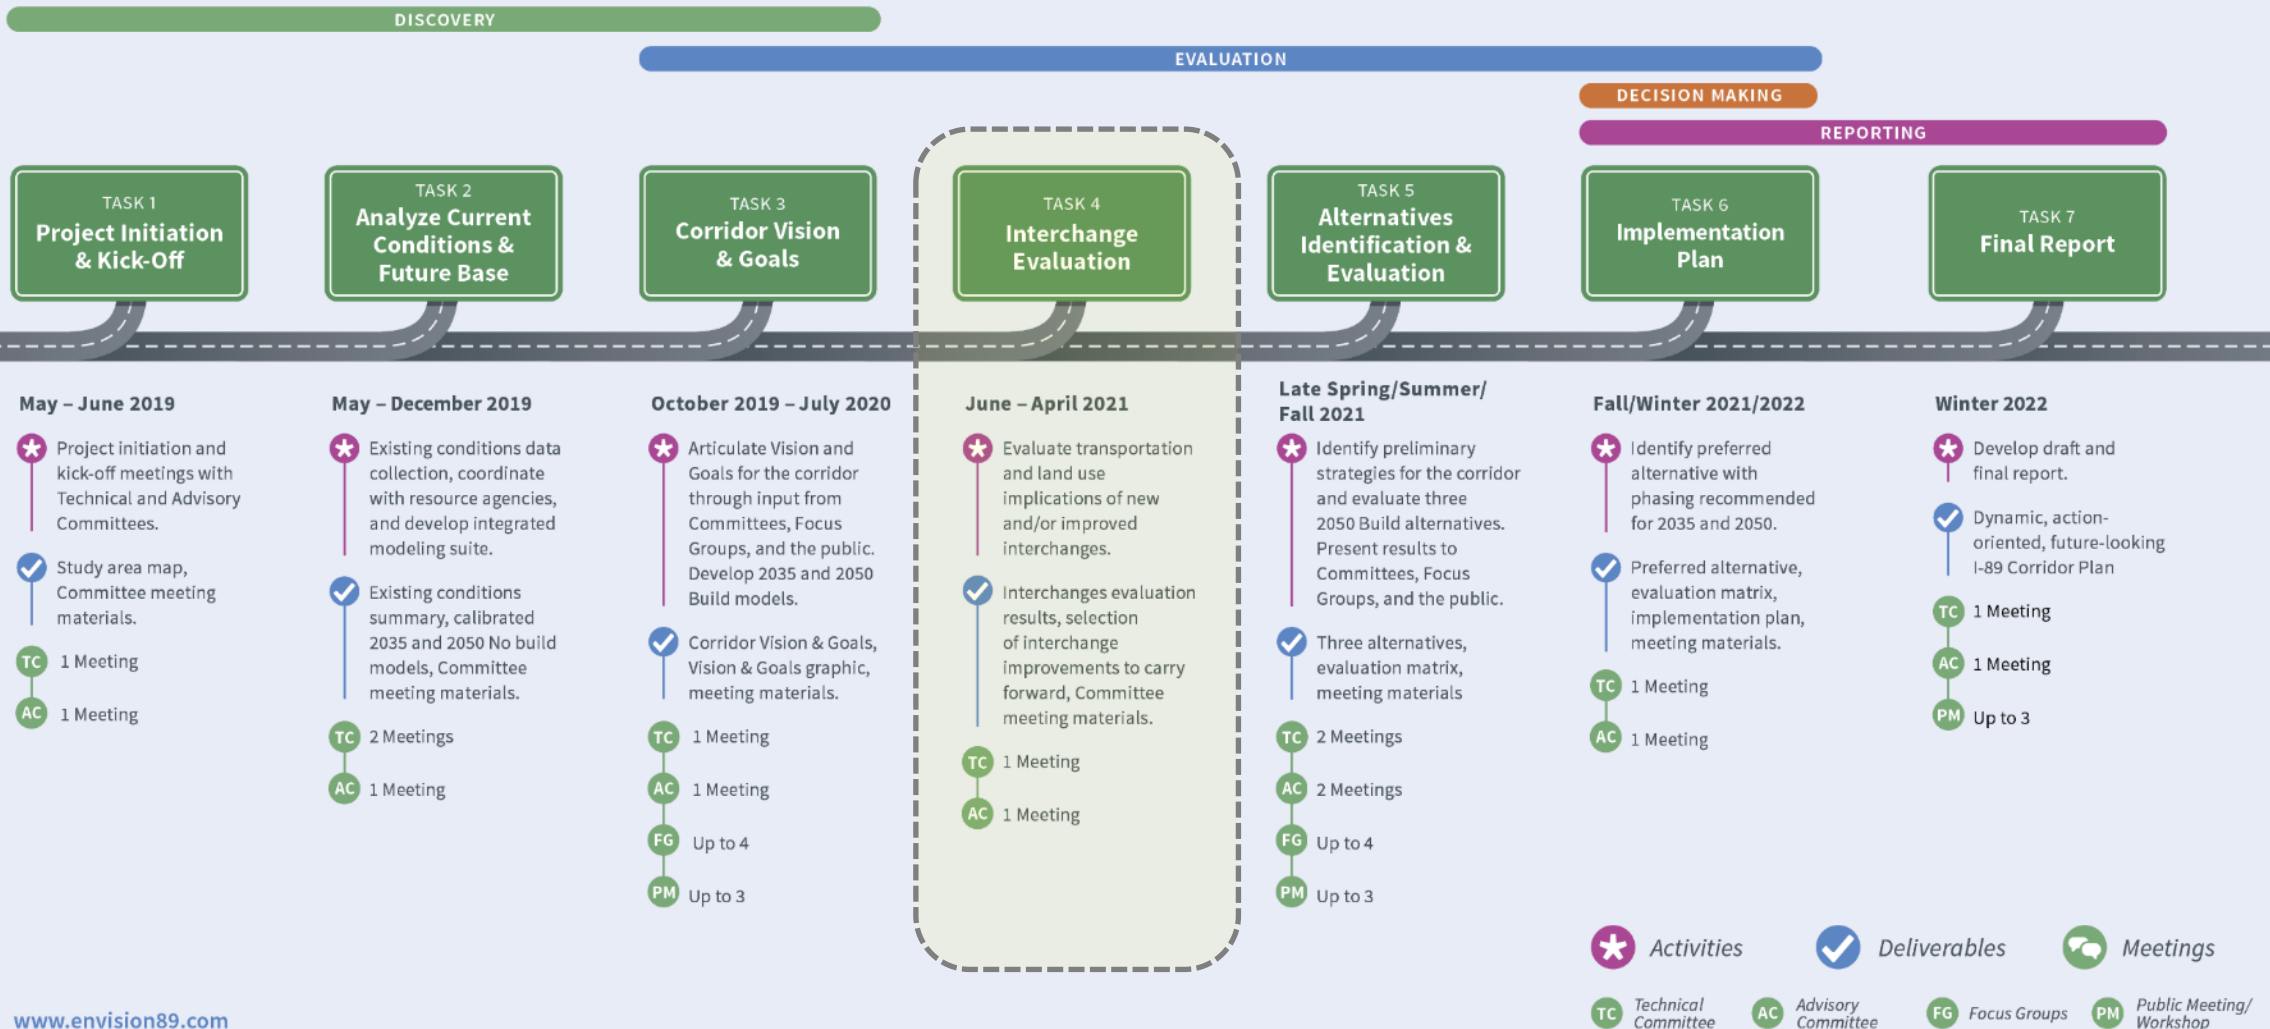 DISCOVERY
EVALUATION
DECISION MAKING
REPORTING
TASK 1
Project Initiation
& Kick-Off
May – June 2019
Project initiation and
kick-off meetings with
Technical and Advisory
Committees.
Study area map,
Committee meeting
materials.
TC 1 Meeting
AC 1 Meeting
TASK 2
Analyze Current
Conditions &
Future Base
May – December 2019
Existing conditions data
collection, coordinate
with resource agencies,
and develop integrated
modeling suite.
Existing conditions
summary, calibrated
2035 and 2050 No build
models, Committee
meeting materials.
TC 2 Meetings
AC 1 Meeting
TASK 3
Corridor Vision
& Goals
October 2019 – July 2020
Articulate Vision and
Goals for the corridor
through input from
Committees, Focus
Groups, and the public.
Develop 2035 and 2050
Build models.
Corridor Vision & Goals,
Vision & Goals graphic,
meeting materials.
TC 1 Meeting
AC 1 Meeting
FG Up to 4
PM Up to 3
TASK 4
Interchange
Evaluation
June – April 2021
Evaluate transportation
and land use
implications of new
and/or improved
interchanges.
Interchanges evaluation
results, selection
of interchange
improvements to carry
forward, Committee
meeting materials.
TC 1 Meeting
AC 1 Meeting
TASK 5
Alternatives
Identification &
Evaluation
Late Spring/Summer/
Fall 2021
Identify preliminary
strategies for the corridor
and evaluate three
2050 Build alternatives.
Present results to
Committees, Focus
Groups, and the public.
Three alternatives,
evaluation matrix,
meeting materials
TC 2 Meetings
AC 2 Meetings
FG Up to 4
PM Up to 3
TASK 6
Implementation
Plan
Fall/Winter 2021/2022
Identify preferred
alternative with
phasing recommended
for 2035 and 2050.
Preferred alternative,
evaluation matrix,
implementation plan,
meeting materials.
TC 1 Meeting
AC 1 Meeting
TASK 7
Final Report
Winter 2022
Develop draft and
final report.
Dynamic, action-
oriented, future-looking
I-89 Corridor Plan
TC 1 Meeting
AC 1 Meeting
PM Up to 3
Activities
Deliverables
Meetings
TC Technical
Committee
AC Advisory
Committee
FG Focus Groups
PM Public Meeting/
Workshop
www.envision89.com